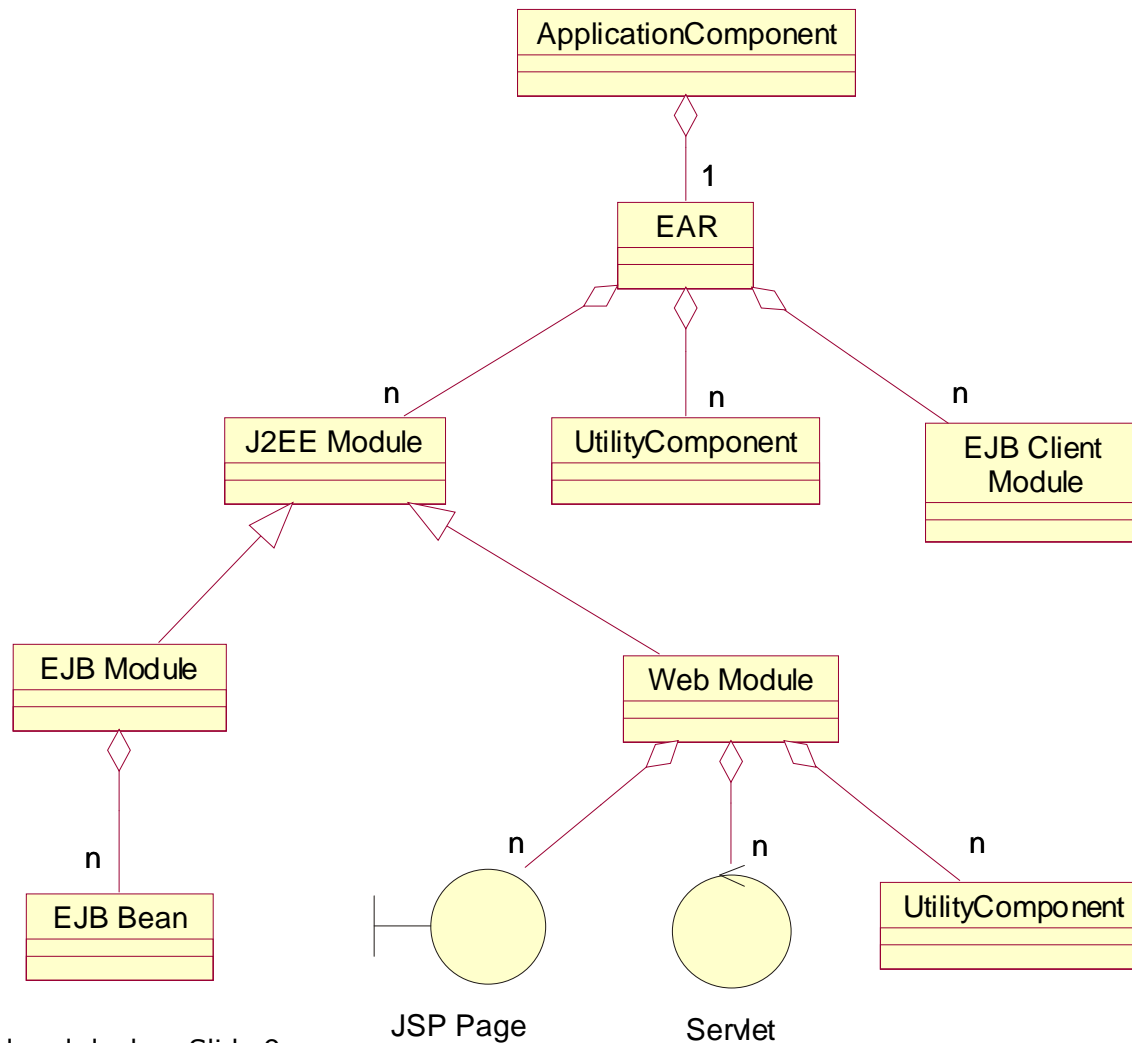 ApplicationComponent
1
EAR
n
n
n
J2EE Module
UtilityComponent
EJB Client
Module
EJB Module
Web Module
n
n
n
n
EJB Bean
UtilityComponent
JSP Page
Servlet
Slide